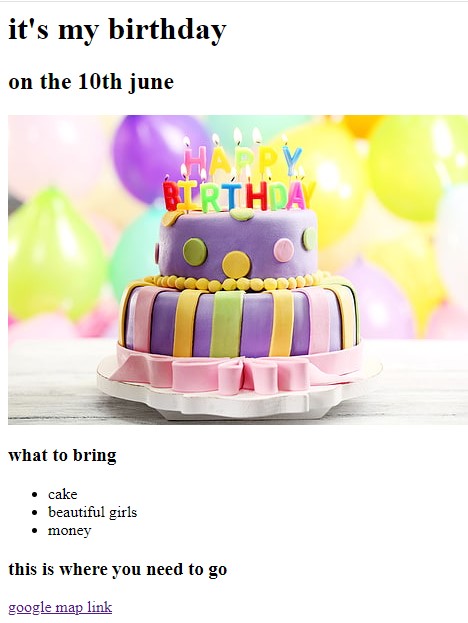 it's my birthday
on the 10th june
HAPPY
BIRTHDAY
what to bring
cake
beautiful girls
money
this is where you need to go
google map link